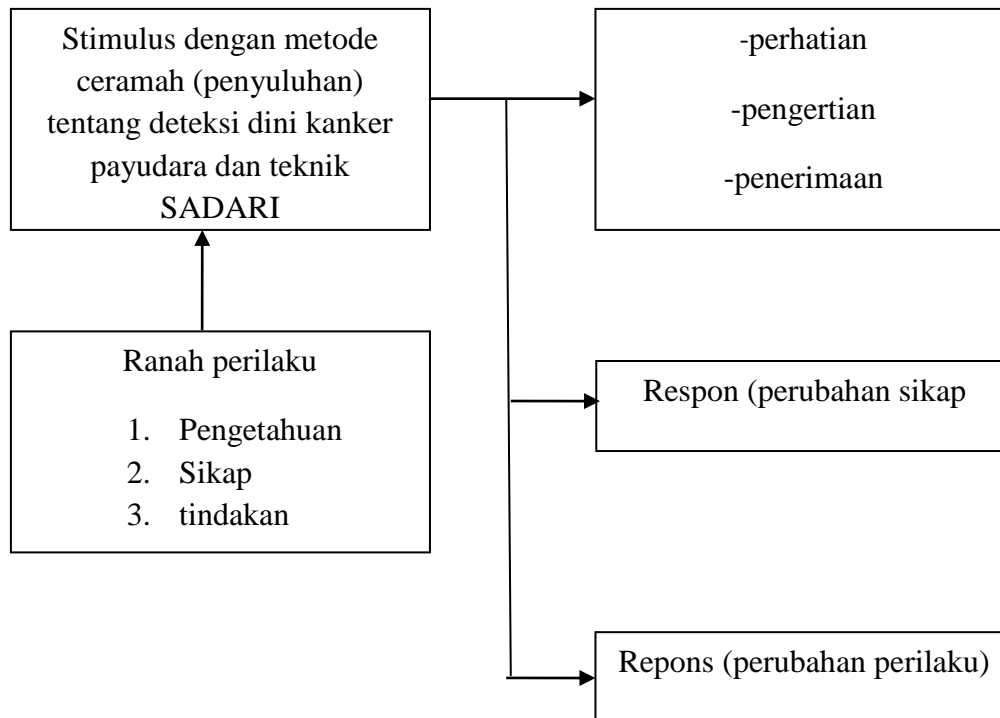 Stimulus dengan metode
ceramah (penyuluhan)
tentang deteksi dini kanker
payudara dan teknik
SADARI
-perhatian
-pengertian
-penerimaan
Ranah perilaku
1. Pengetahuan
2. Sikap
3. tindakan
Respon (perubahan sikap
Repons (perubahan perilaku)